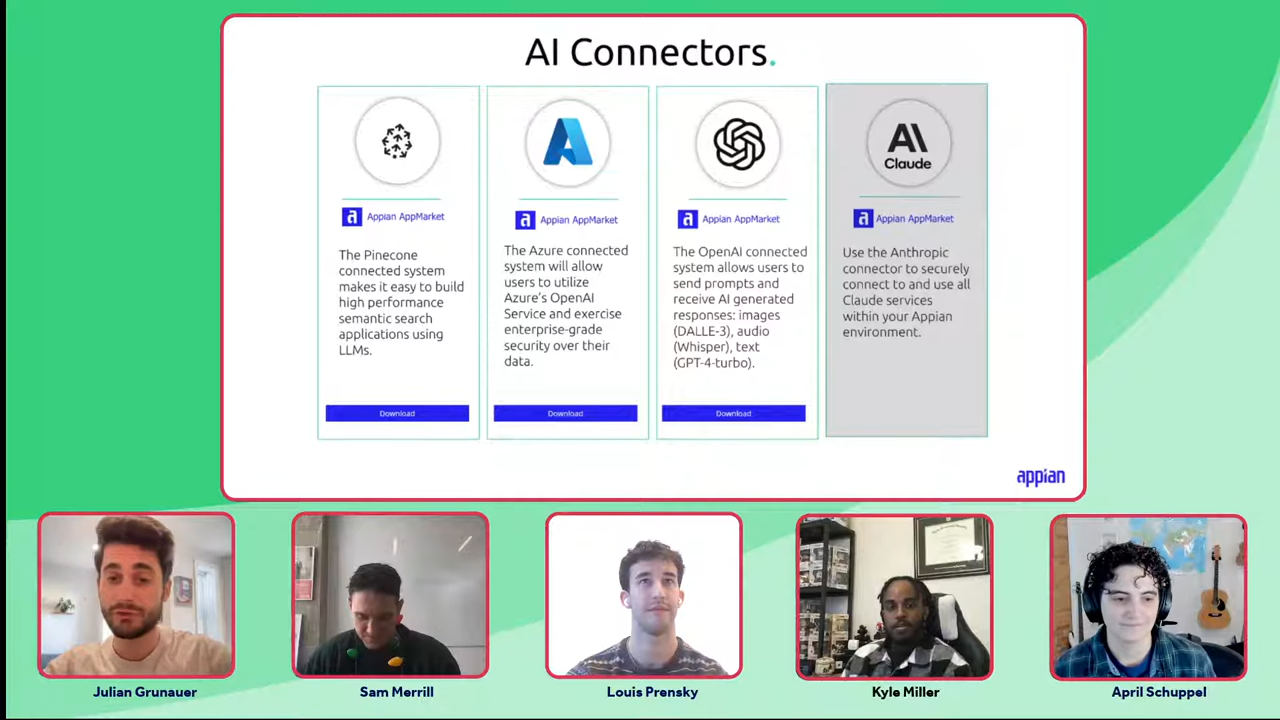 AI Connectors.
Appian AppMarket
The Pinecone
connected system
makes it easy to build
high performance
semantic search
applications using
LLMs.
Download
Appian AppMarket
The Azure connected
system will allow
users to utilize
Azure's OpenAI
Service and exercise
enterprise-grade
security over their
data.
Download
Appian AppMarket
The OpenAI connected
system allows users to
send prompts and
receive AI generated
responses: images
(DALLE-3), audio
(Whisper), text
(GPT-4-turbo).
Download
AI
Claude
Appian AppMarket
Use the Anthropic
connector to securely
connect to and use all
Claude services
within your Appian
environment.
appian
Julian Grunauer
Sam Merrill
Louis Prensky
Kyle Miller
April Schuppel